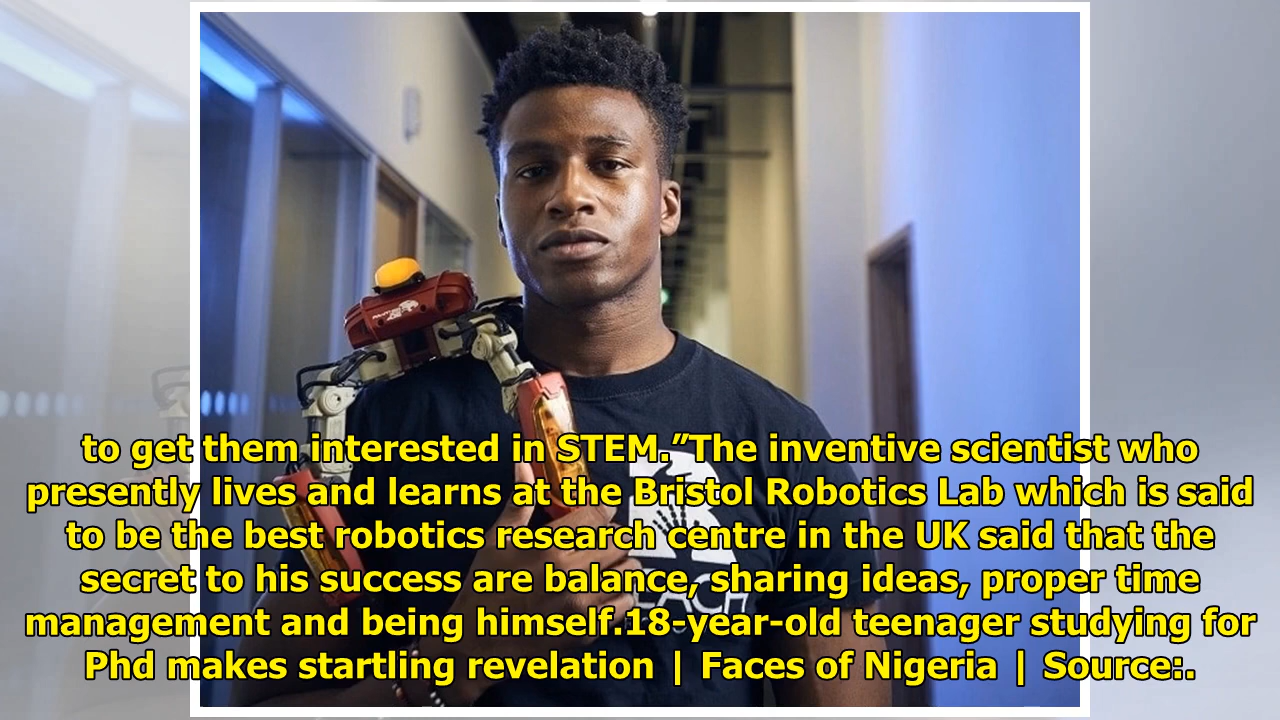 to get them interested in STEM.”The inventive scientist who
presently lives and learns at the Bristol Robotics Lab which is said
to be the best robotics research centre in the UK said that the
secret to his success are balance, sharing ideas, proper time
management and being himself.18-year-old teenager studying for
Phd makes startling revelation | Faces of Nigeria | Source:.